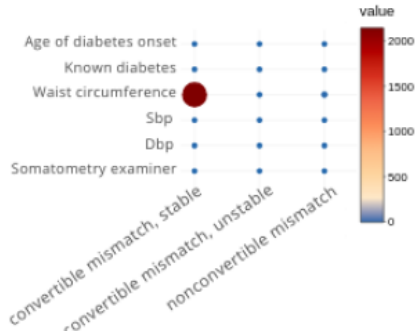 value
Age of diabetes onset
Known diabetes
Waist circumference
Sbp
Dbp
Somatometry examiner
2000
1500
1000
500
0
convertible mismatch, stable
convertible mismatch, unstable
nonconvertible mismatch